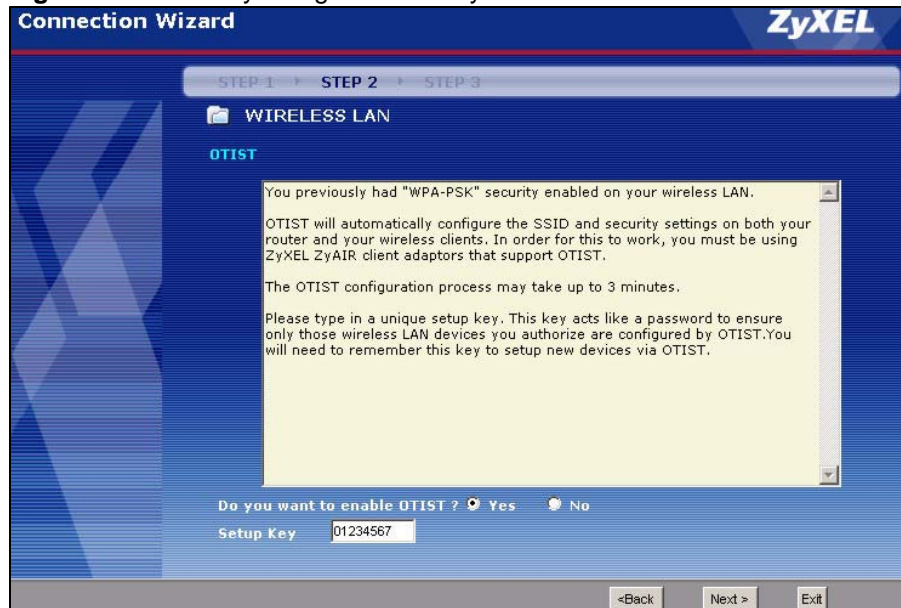 Connection Wizard
ZyXEL
STEP 1 STEP 2 STEP 3
WIRELESS LAN
OTIST
You previously had "WPA-PSK" security enabled on your wireless LAN.
OTIST will automatically configure the SSID and security settings on both your
router and your wireless clients. In order for this to work, you must be using
ZyXEL ZyAIR client adaptors that support OTIST.
The OTIST configuration process may take up to 3 minutes.
Please type in a unique setup key. This key acts like a password to ensure
only those wireless LAN devices you authorize are configured by OTIST.You
will need to remember this key to setup new devices via OTIST.
Do you want to enable OTIST ? Yes No
Setup Key 01234567
<Back Next > Exit